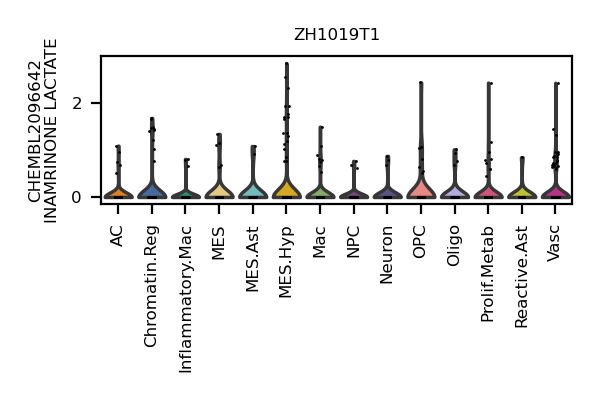 ZH1019T1
CHEMBL2096642
INAMRINONE LACTATE
2
0
AC
Chromatin.Reg
Inflammatory.Mac
MES
MES.Ast
MES.Hyp
Mac
NPC
Neuron
OPC
Oligo
Prolif.Metab
Reactive.Ast
Vasc